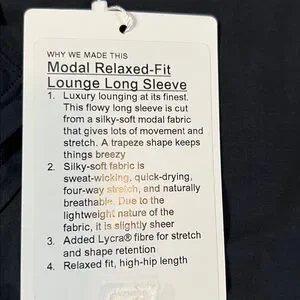 WHY WE MADE THIS
Modal Relaxed-Fit
Lounge Long Sleeve
1. Luxury lounging at its finest.
This flowy long sleeve is cut
from a silky-soft modal fabric
that gives lots of movement and
stretch. A trapeze shape keeps
things breezy
2. Silky-soft fabric is
sweat-wicking, quick-drying,
four-way stretch, and naturally
breathable. Due to the
lightweight nature of the
fabric, it is slightly sheer
3. Added Lycra® fibre for stretch
and shape retention
4. Relaxed fit, high-hip length